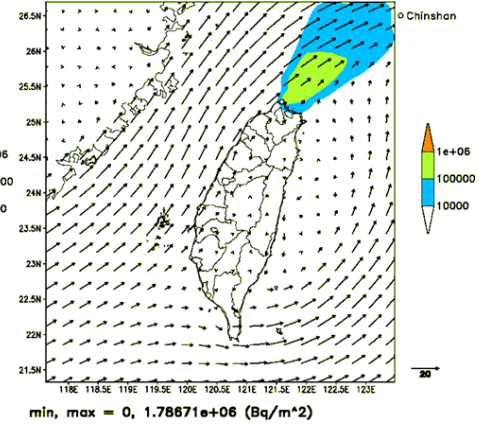 26.5N
Chinshan
26N
25.5N
25N
24.5N
24N
23.5N
23N
22.5N
22N
21.5N
1e+06
100000
10000
118E 118.5E 119E 119.5E 120E 120.5E 121E 121.5E 122E 122.5E 123E
20
min, max = 0, 1.78671e+06 (Bq/m^2)